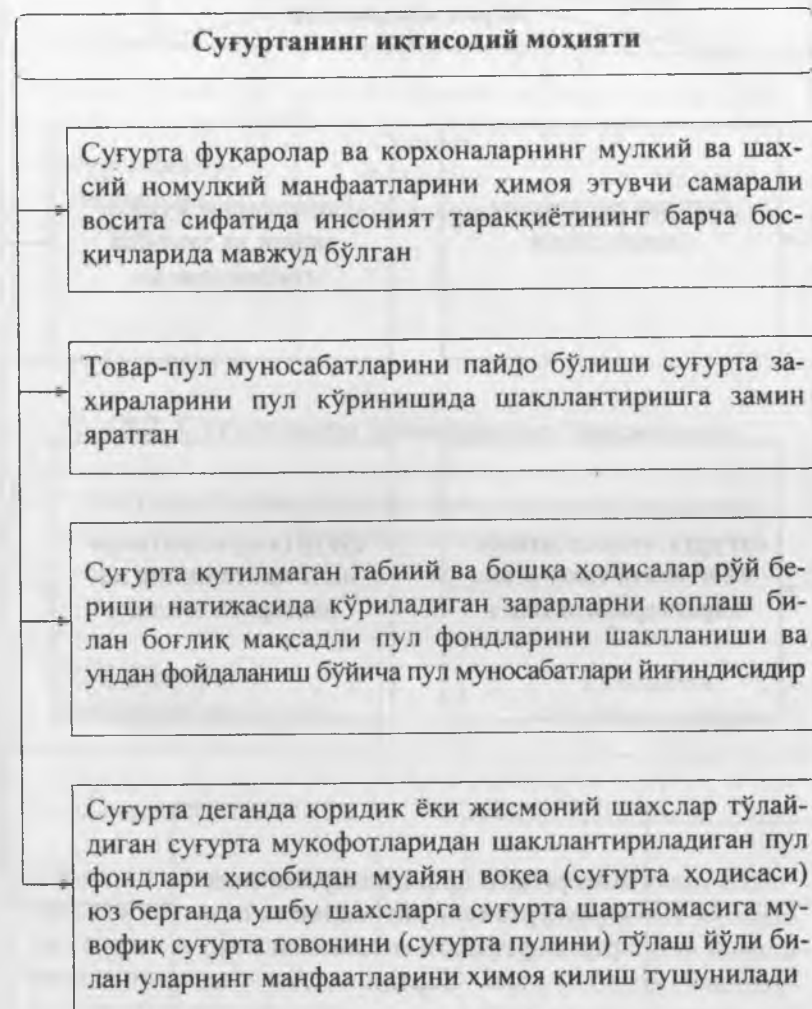 Суғуртанинг иқтисодий моҳияти
Суғурта фуқаролар ва корхоналарнинг мулкий ва шах-
сий номулкий манфаатларини ҳимоя этувчи самарали
восита сифатида инсоният тараққиётининг барча бос-
қичларида мавжуд бўлган
Товар-пул муносабатларини пайдо бўлиши суғурта за-
хираларини пул кўринишида шакллантиришга замин
яратган
Суғурта кутилмаган табиий ва бошқа ҳодисалар рўй бе-
риши натижасида кўриладиган зарарларни қоплаш би-
лан боғлиқ мақсадли пул фондларини шаклланиши ва
ундан фойдаланиш бўйича пул муносабатлари йиғиндисидир
Суғурта деганда юридик ёки жисмоний шахслар тўлай-
диган суғурта мукофотларидан шакллантириладиган пул
фондлари ҳисобидан муайян воқеа (суғурта ҳодисаси)
юз берганда ушбу шахсларга суғурта шартномасига му-
вофиқ суғурта товонини (суғурта пулини) тўлаш йўли би-
лан уларнинг манфаатларини ҳимоя қилиш тушунилади